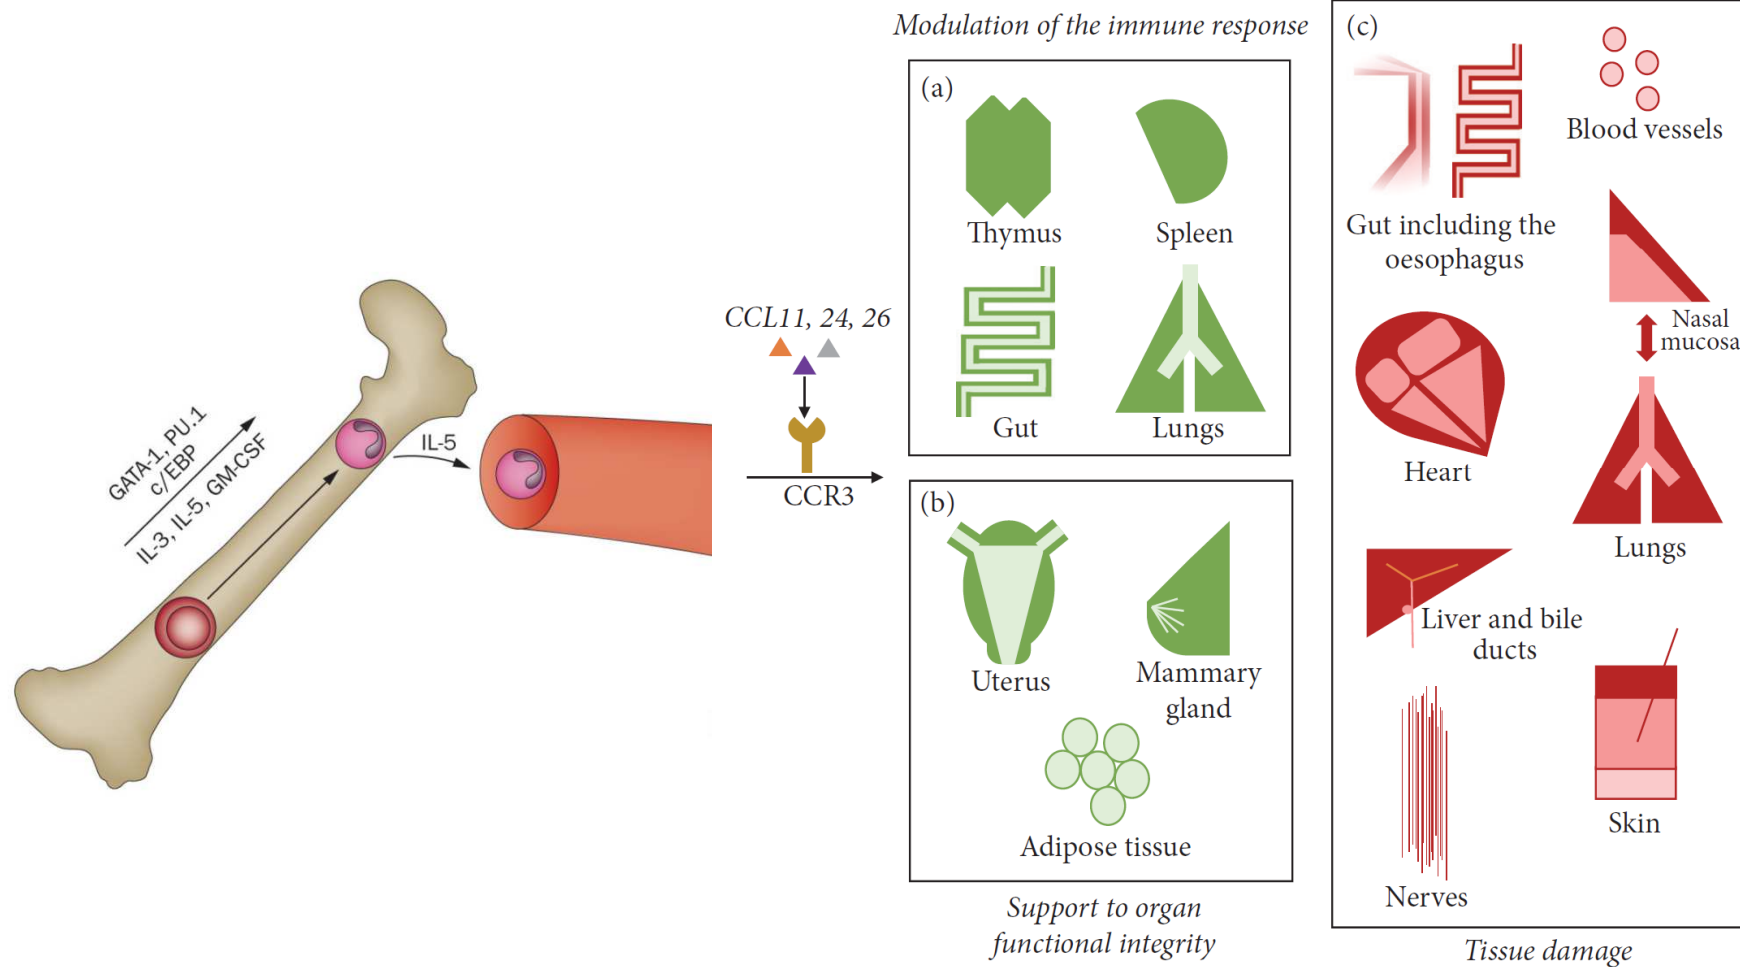 GATA-1, PU.1
c/EBP
IL-3, IL-5, GM-CSF
IL-5
CCL11, 24, 26
CCR3
Modulation of the immune response
(a)
Thymus
Spleen
Gut
Lungs
(b)
Uterus
Mammary
gland
Adipose tissue
Support to organ
functional integrity
(c)
Blood vessels
Gut including the
oesophagus
Nasal
mucosa
Heart
Lungs
Liver and bile
ducts
Skin
Nerves
Tissue damage